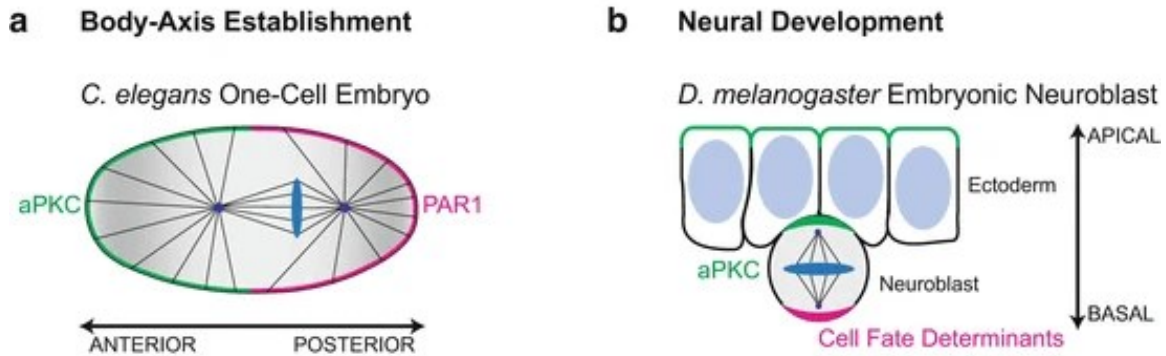 a Body-Axis Establishment
C. elegans One-Cell Embryo
aPKC
PAR1
ANTERIOR POSTERIOR
b Neural Development
D. melanogaster Embryonic Neuroblast
APICAL
Ectoderm
aPKC
Neuroblast
BASAL
Cell Fate Determinants